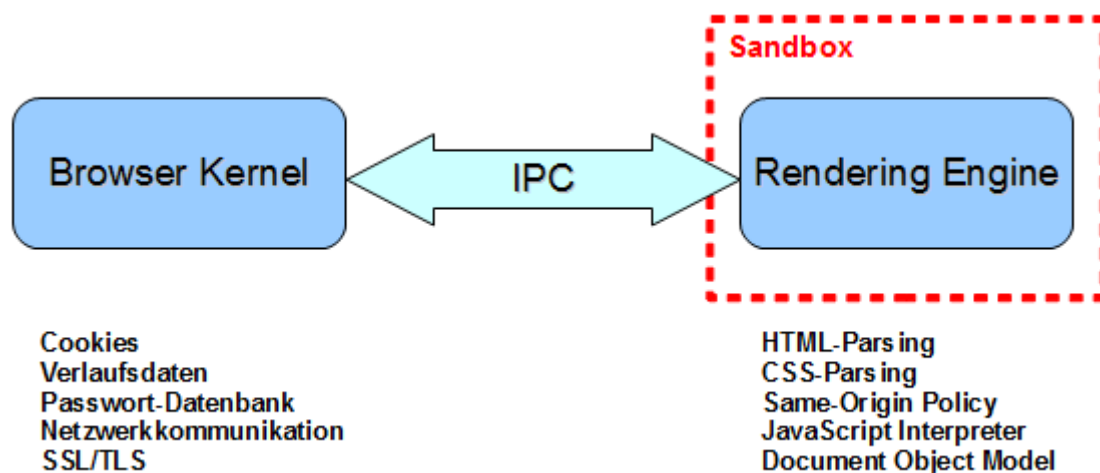 Sandbox
Browser Kernel
IPC
Rendering Engine
Cookies
Verlaufsdaten
Passwort-Datenbank
Netzwerkkommunikation
SSL/TLS
HTML-Parsing
CSS-Parsing
Same-Origin Policy
JavaScript Interpreter
Document Object Model